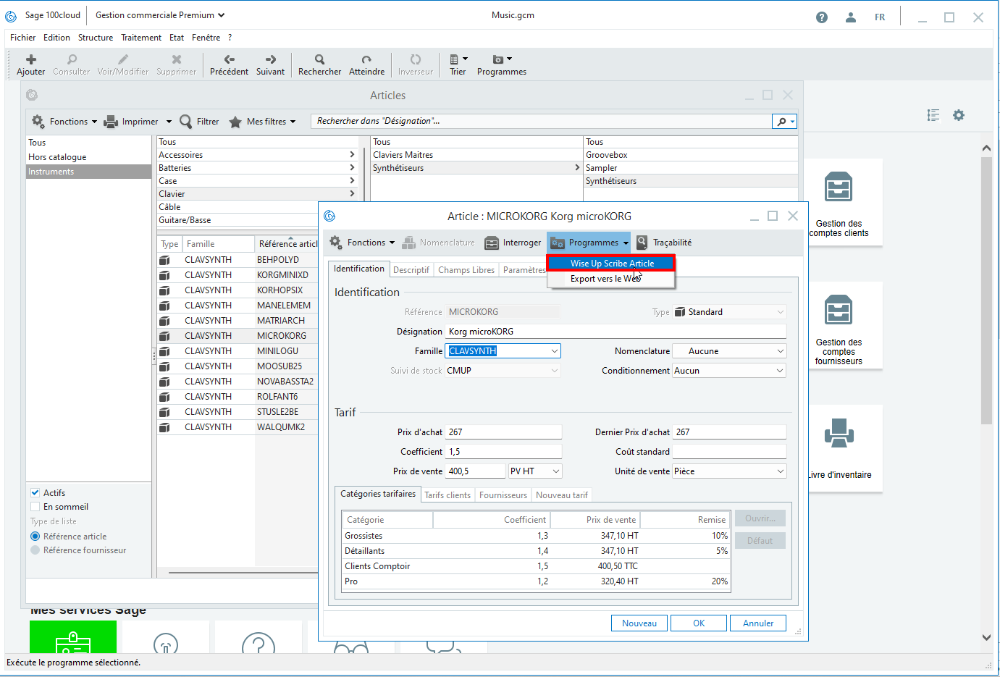 Sage 100cloud
Gestion commerciale Premium
Music.gcm
FR
Fichier Edition Structure Traitement Etat Fenêtre ?
Ajouter Consulter Voir/Modifier Supprimer Précédent Suivant Rechercher Atteindre Inverseur Trier Programmes
Articles
Fonctions Imprimer Filtrer Mes filtres Rechercher dans "Désignation"...
Tous
Hors catalogue
Instruments
Tous
Accessoires
Batteries
Case
Clavier
Câble
Guitare/Basse
Tous
Claviers Maitres
Synthétiseurs
Tous
Groovebox
Sampler
Synthétiseurs
Type Famille Référence articl
CLAVSYNTH BEHPOLYD
CLAVSYNTH KORGMINIXD
CLAVSYNTH KORHOPSIX
CLAVSYNTH MANELEMEM
CLAVSYNTH MATRIARCH
CLAVSYNTH MICROKORG
CLAVSYNTH MINILOGU
CLAVSYNTH MOOSUB25
CLAVSYNTH NOVABASSTA2
CLAVSYNTH ROLFANT6
CLAVSYNTH STUSLE2BE
CLAVSYNTH WALQUMK2
Actifs
En sommeil
Type de liste
Référence article
Référence fournisseur
Article : MICROKORG Korg microKORG
Fonctions Nomenclature Interroger Programmes Traçabilité
Wise Up Scribe Article
Export vers le Web
Identification Descriptif Champs Libres Paramètres
Identification
Référence MICROKORG Type Standard
Désignation Korg microKORG
Famille CLAVSYNTH Nomenclature Aucune
Suivi de stock CMUP Conditionnement Aucun
Tarif
Prix d'achat 267 Dernier Prix d'achat 267
Coefficient 1,5 Coût standard
Prix de vente 400,5 PV HT Unité de vente Pièce
Catégories tarifaires Tarifs clients Fournisseurs Nouveau tarif
Catégorie Coefficient Prix de vente Remise
Grossistes 1,3 347,10 HT 10%
Détaillants 1,4 347,10 HT 5%
Clients Comptoir 1,5 400,50 TTC
Pro 1,2 320,40 HT 20%
Ouvrir...
Défaut
Nouveau OK Annuler
Gestion des
comptes clients
Gestion des
comptes
fournisseurs
Livre d'inventaire
Mes services Sage
Exécute le programme sélectionné.